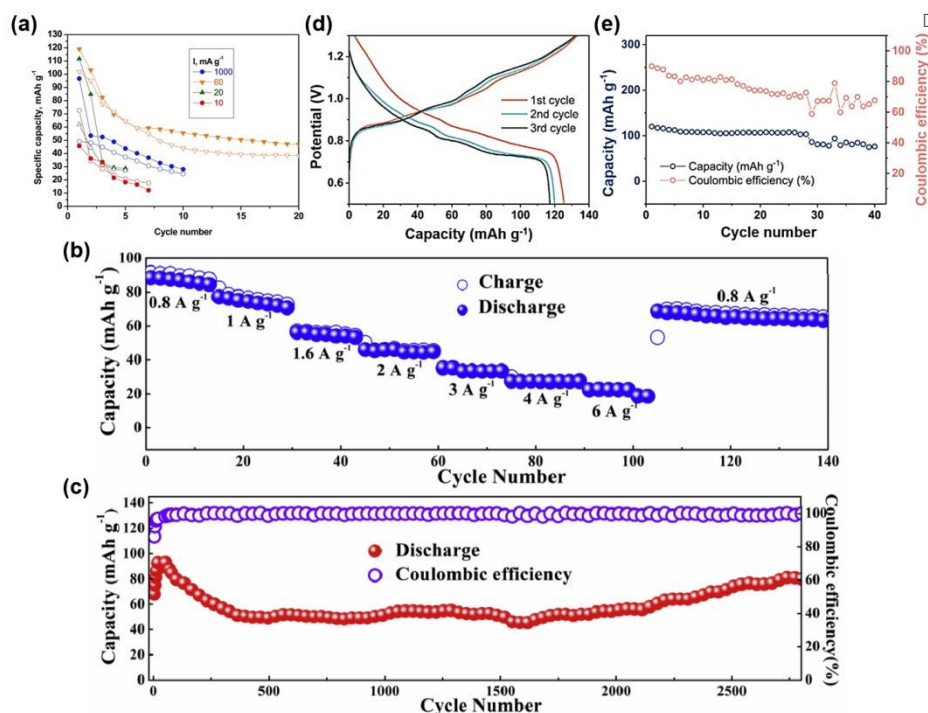 (a)
Specific capacity, mAh g⁻¹
130
120
110
100
90
80
70
60
50
40
30
20
10
0
I, mA g⁻¹
1000
60
20
10
0 5 10 15 20
Cycle number
(d)
Potential (V)
1.2
1.0
0.8
0.6
1st cycle
2nd cycle
3rd cycle
0 20 40 60 80 100 120 140
Capacity (mAh g⁻¹)
(e)
Capacity (mAh g⁻¹)
300
200
100
0
Capacity (mAh g⁻¹)
Coulombic efficiency (%)
0 10 20 30 40
Cycle number
100
80
60
40
20
Coulombic efficiency (%)
(b)
Capacity (mAh g⁻¹)
100
80
60
40
20
0
Charge
Discharge
0.8 A g⁻¹
1 A g⁻¹
1.6 A g⁻¹
2 A g⁻¹
3 A g⁻¹
4 A g⁻¹
6 A g⁻¹
0.8 A g⁻¹
0 20 40 60 80 100 120 140
Cycle Number
(c)
Capacity (mAh g⁻¹)
140
120
100
80
60
40
20
0
Discharge
Coulombic efficiency
0 500 1000 1500 2000 2500
Cycle Number
100
80
60
40
20
0
Coulombic
efficiency(%)